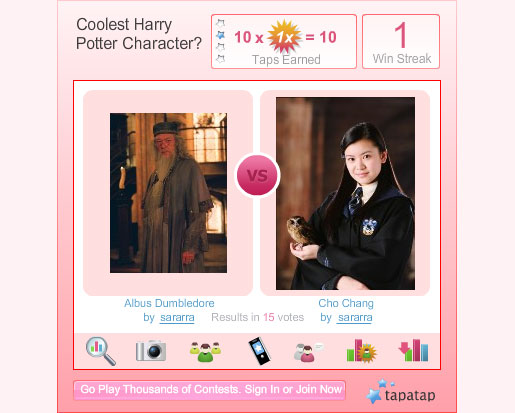 Coolest Harry
Potter Character?
10 x 1x = 10
Taps Earned
1
Win Streak
VS
Albus Dumbledore
by sararra
Results in 15 votes
Cho Chang
by sararra
Go Play Thousands of Contests. Sign In or Join Now
tapatap